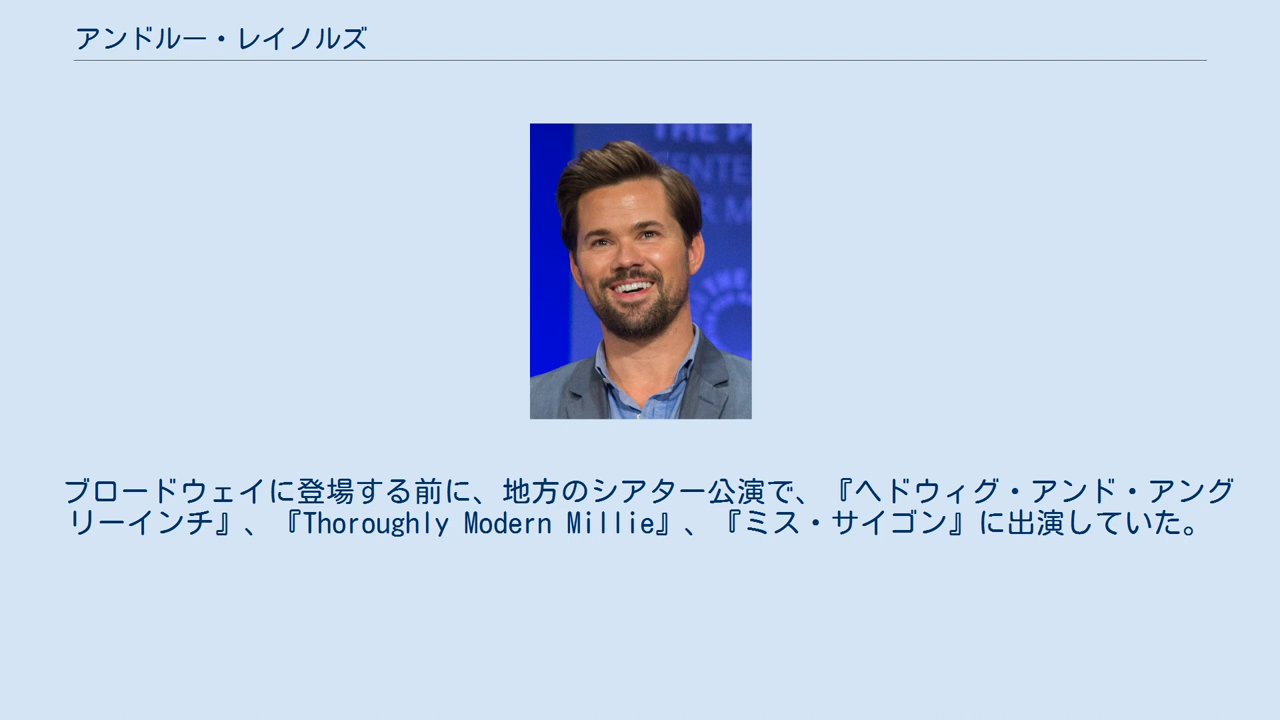 アンドルー・レイノルズ
THE P
CENTE
R M
THE
ブロードウェイに登場する前に、地方のシアター公演で、『ヘドウィグ・アンド・アング
リーインチ』、『Thoroughly Modern Millie』、『ミス・サイゴン』に出演していた。